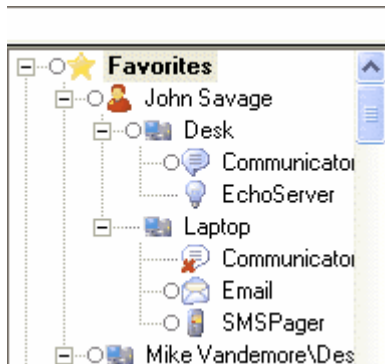 Favorites
John Savage
Desk
Communicator
EchoServer
Laptop
Communicator
Email
SMSPager
Mike Vandemore\Des